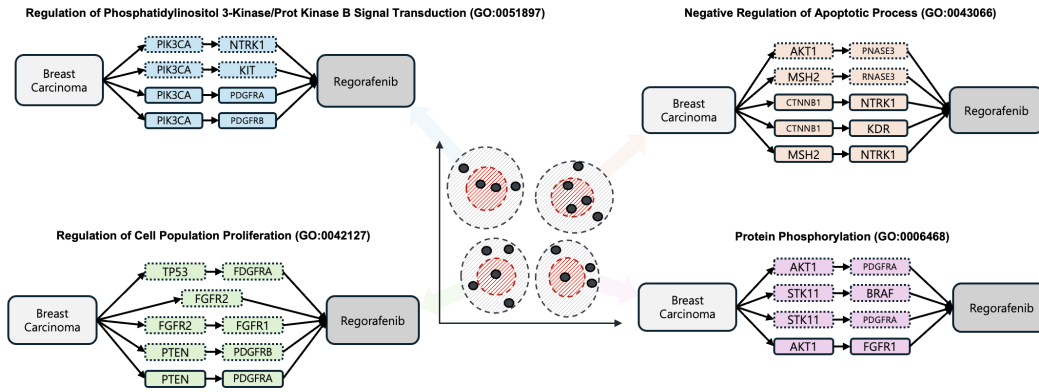 Regulation of Phosphatidylinositol 3-Kinase/Prot Kinase B Signal Transduction (GO:0051897)
Breast
Carcinoma
PIK3CA NTRK1
PIK3CA KIT
PIK3CA PDGFRA
PIK3CA PDGFRB
Regorafenib
Negative Regulation of Apoptotic Process (GO:0043066)
Breast
Carcinoma
AKT1 PNASE3
MSH2 RNASE3
CTNNB1 NTRK1
CTNNB1 KDR
MSH2 NTRK1
Regorafenib
Regulation of Cell Population Proliferation (GO:0042127)
Breast
Carcinoma
TP53 FDGFRA
FGFR2
FGFR2 FGFR1
PTEN PDGFRB
PTEN PDGFRA
Regorafenib
Protein Phosphorylation (GO:0006468)
Breast
Carcinoma
AKT1 PDGFRA
STK11 BRAF
STK11 PDGFRA
AKT1 FGFR1
Regorafenib